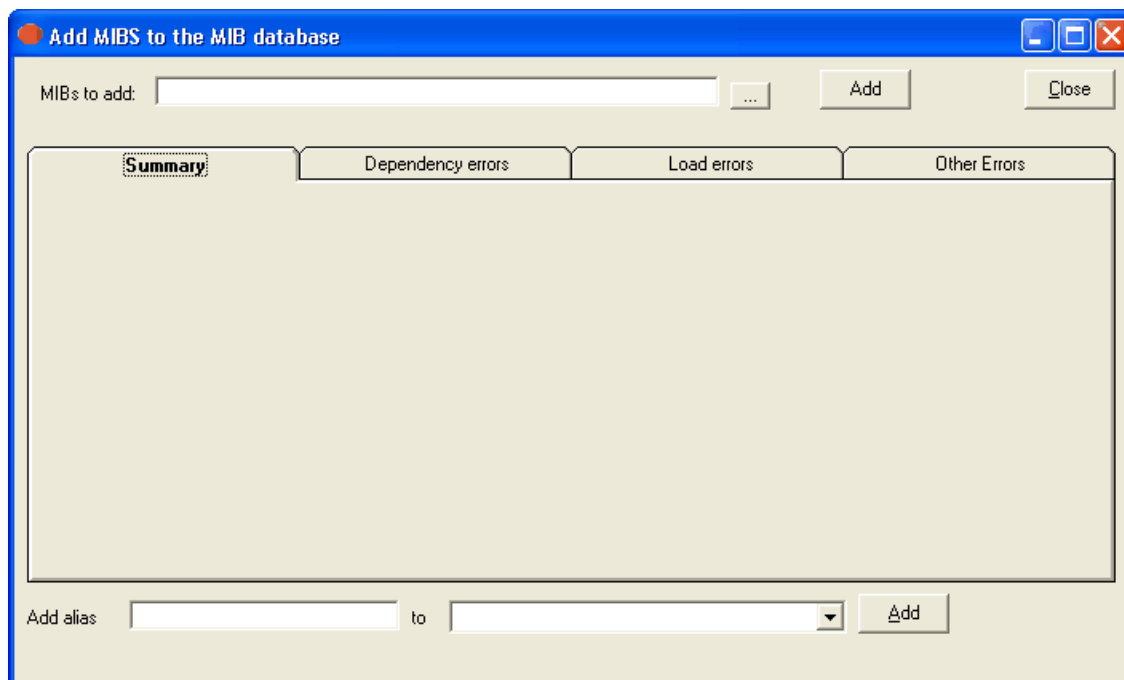 Add MIBS to the MIB database
MIBs to add: ... Add Close
Summary Dependency errors Load errors Other Errors
Add alias to Add